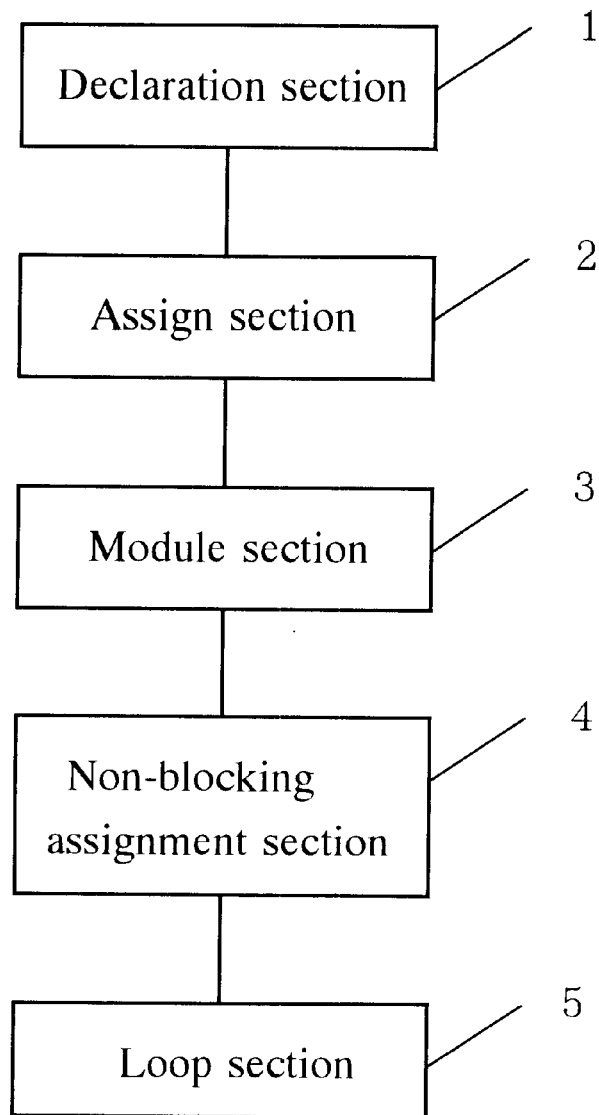 1
Declaration section
2
Assign section
3
Module section
4
Non-blocking
assignment section
5
Loop section